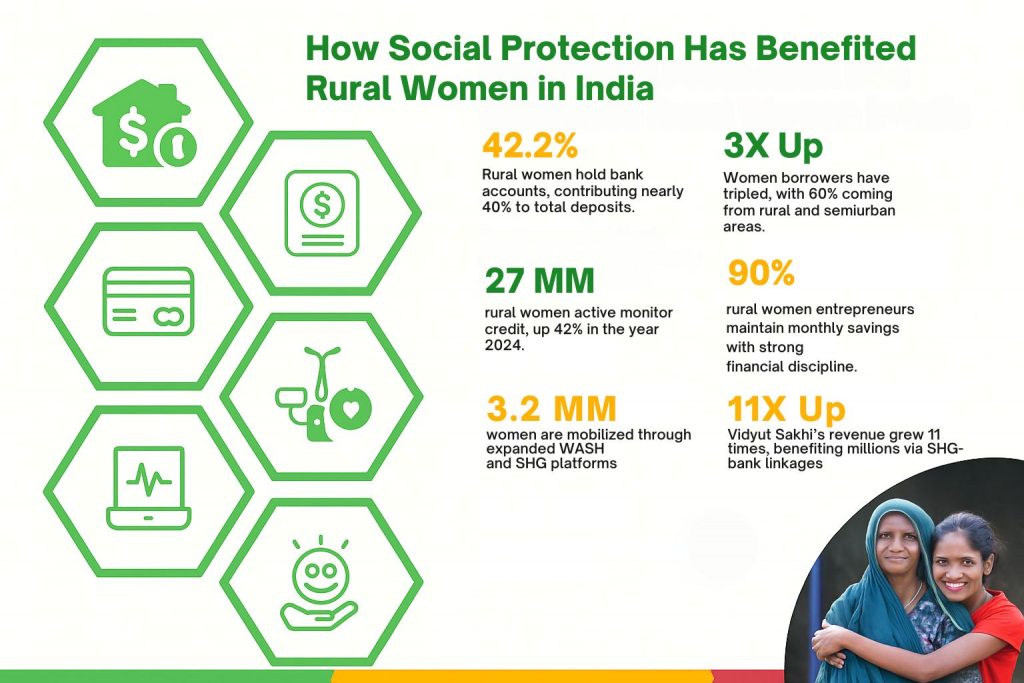 How Social Protection Has Benefited
Rural Women in India
42.2%
Rural women hold bank
accounts, contributing nearly
40% to total deposits.
3X Up
Women borrowers have
tripled, with 60% coming
from rural and semiurban
areas.
27 MM
rural women active monitor
credit, up 42% in the year
2024.
90%
rural women entrepreneurs
maintain monthly savings
with strong
financial discipline.
3.2 MM
women are mobilized through
expanded WASH
and SHG platforms
11X Up
Vidyut Sakhi’s revenue grew 11
times, benefiting millions via SHG-
bank linkages
$
$